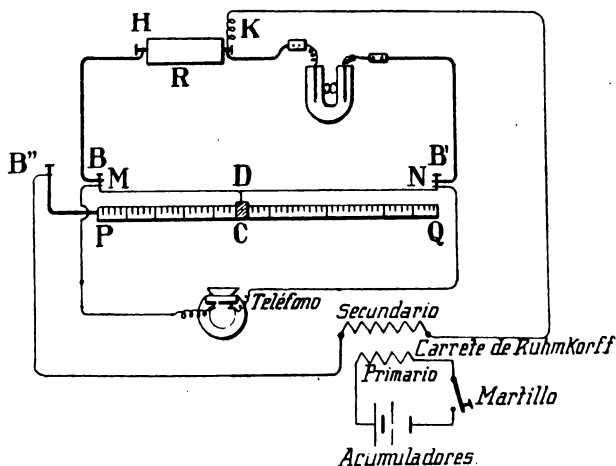 H
K
R
B"
B
M
D
N
B'
P
C
Q
Teléfono
Secundario
Carrete de Ruhmkorff
Primario
Martillo
Acumuladores.